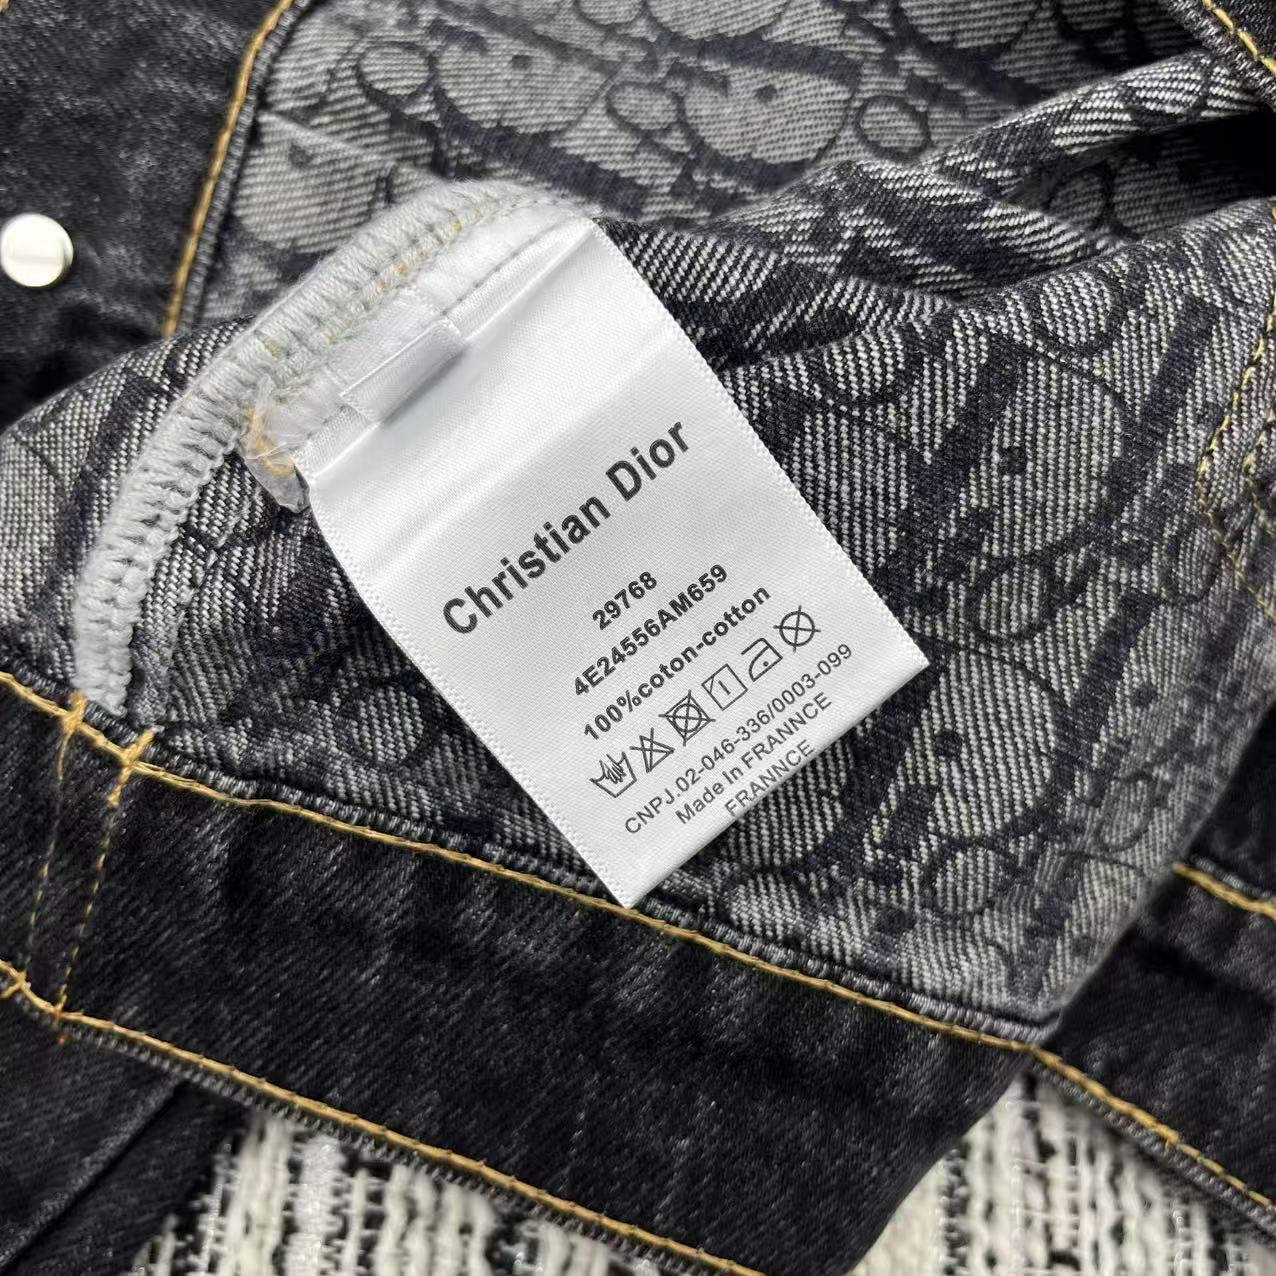 Christian Dior
29768
4E24556AM659
100%coton-cotton
CNPJ.02-046-336/0003-099
Made In FRANNCE
FRANNCE